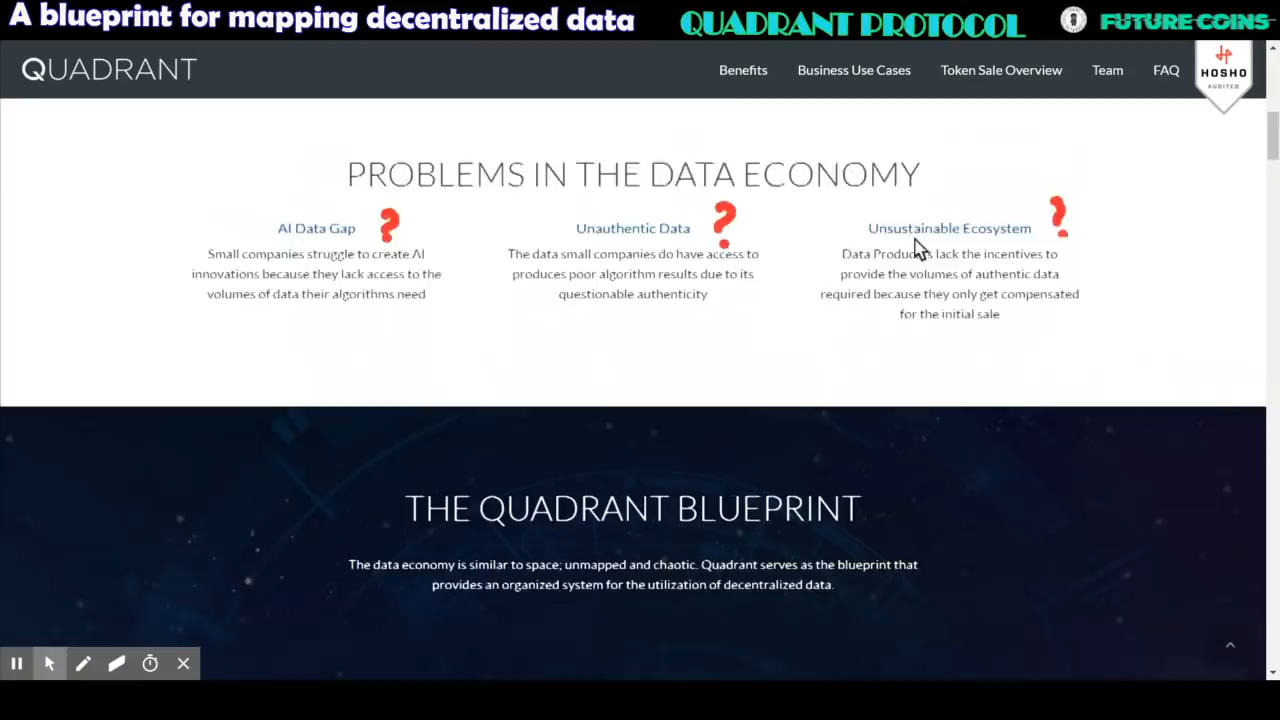 A blueprint for mapping decentralized data
QUADRANT PROTOCOL
FUTURE COINS
QUADRANT
Benefits
Business Use Cases
Token Sale Overview
Team
FAQ
HOSHO
AUDITED
PROBLEMS IN THE DATA ECONOMY
AI Data Gap ?
Small companies struggle to create AI
innovations because they lack access to the
volumes of data their algorithms need
Unauthentic Data ?
The data small companies do have access to
produces poor algorithm results due to its
questionable authenticity
Unsustainable Ecosystem ?
Data Producers lack the incentives to
provide the volumes of authentic data
required because they only get compensated
for the initial sale
THE QUADRANT BLUEPRINT
The data economy is similar to space; unmapped and chaotic. Quadrant serves as the blueprint that
provides an organized system for the utilization of decentralized data.